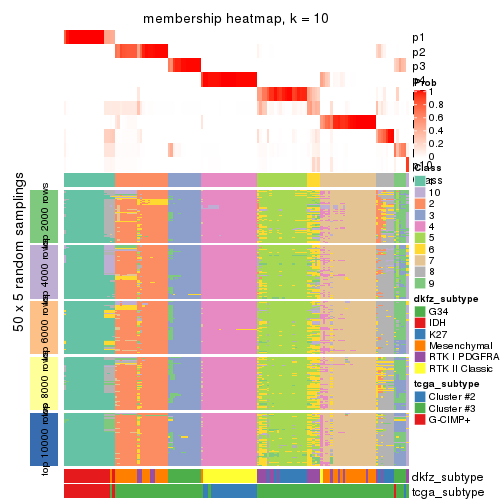 membership heatmap, k = 10
p1
p2
p3
p4
Prob
1
0.8
0.6
0.4
0.2
0
Class
1
10
2
3
4
5
6
7
8
9
dkfz_subtype
G34
IDH
K27
Mesenchymal
RTK I PDGFRA
RTK II Classic
tcga_subtype
Cluster #2
Cluster #3
G-CIMP+
50 x 5 random samplings
top 2000 rows
top 4000 rows
top 6000 rows
top 8000 rows
top 10000 rows
dkfz_subtype
tcga_subtype